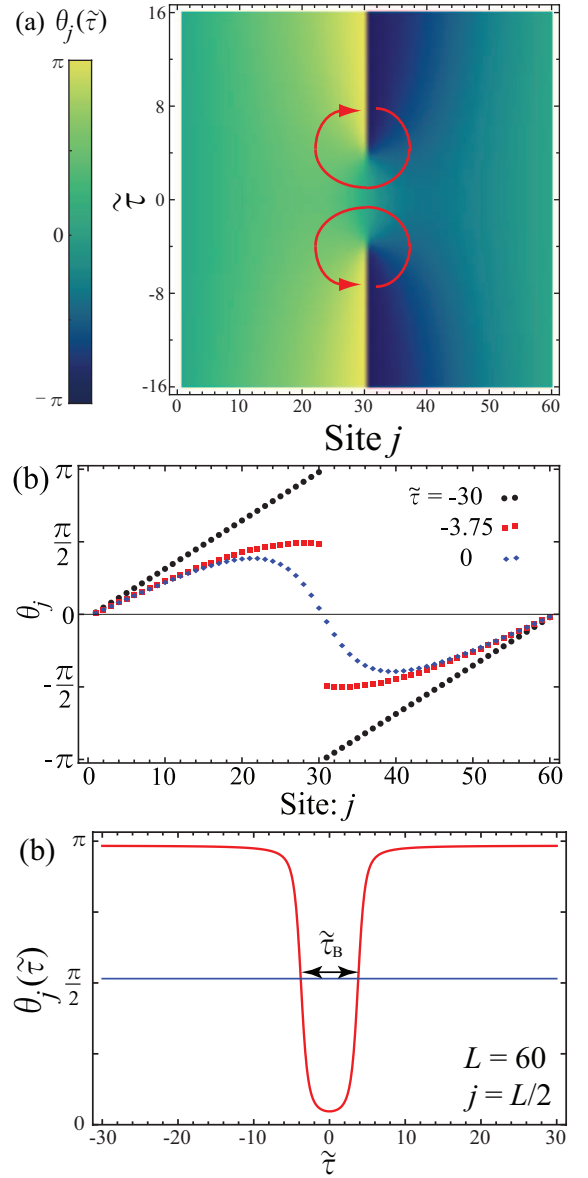 (a) θj(τ̃)
π
0
−π
16
8
0
-8
-16
τ̃
0 10 20 30 40 50 60
Site j
(b)
π
π/2
0
-π/2
-π
θj
τ̃ = -30
-3.75
0
0 10 20 30 40 50 60
Site: j
(b)
π
π/2
0
θj(τ̃)
τ̃B
L = 60
j = L/2
-30 -20 -10 0 10 20 30
τ̃